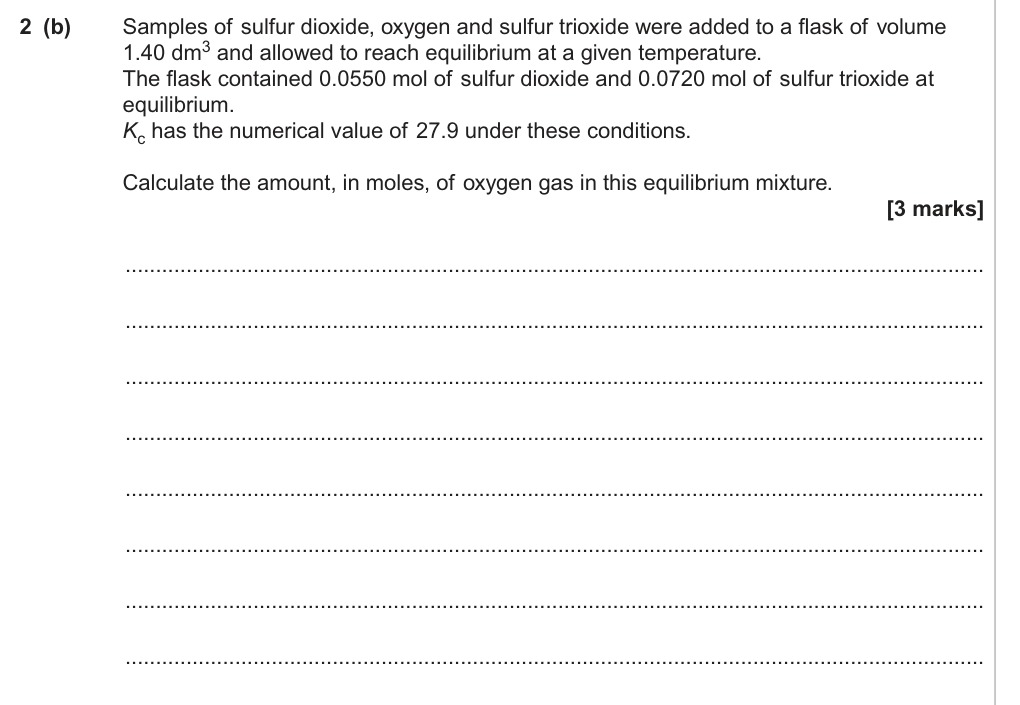 2 (b) Samples of sulfur dioxide, oxygen and sulfur trioxide were added to a flask of volume
1.40 dm³ and allowed to reach equilibrium at a given temperature.
The flask contained 0.0550 mol of sulfur dioxide and 0.0720 mol of sulfur trioxide at
equilibrium.
Kc has the numerical value of 27.9 under these conditions.
Calculate the amount, in moles, of oxygen gas in this equilibrium mixture.
[3 marks]